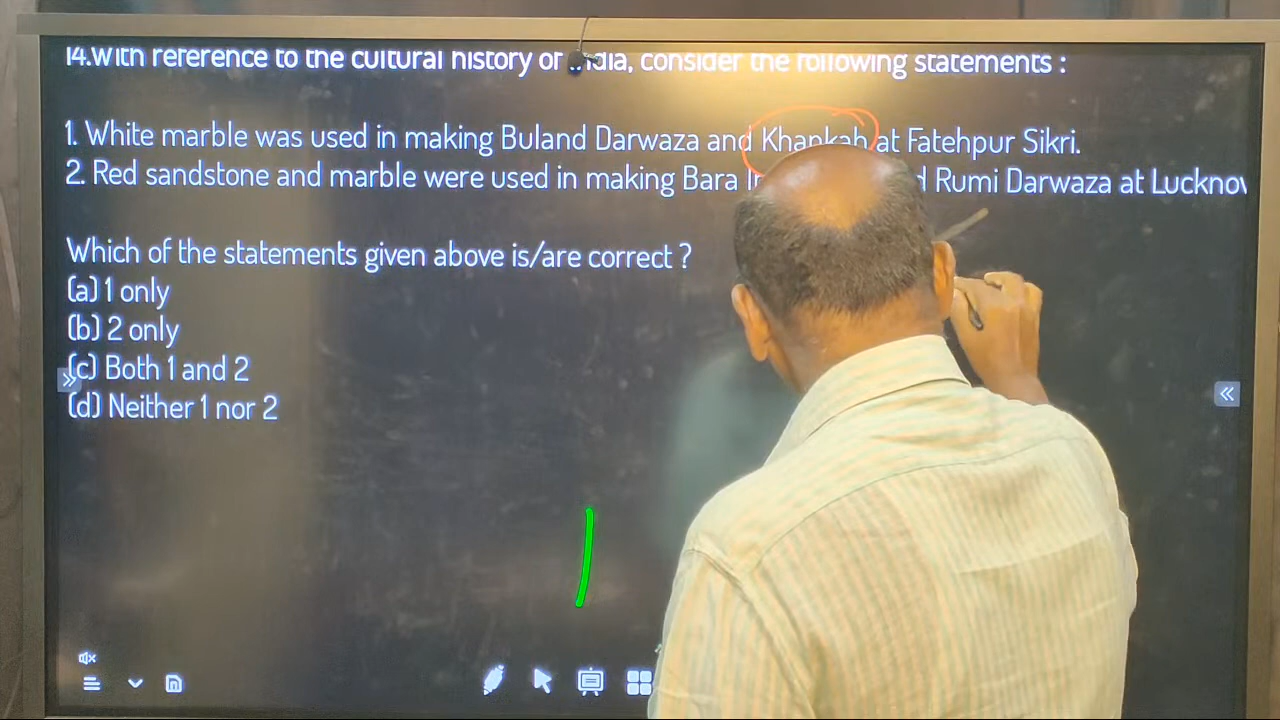 14.With reference to the cultural history of India, consider the following statements :
1. White marble was used in making Buland Darwaza and Khankah at Fatehpur Sikri.
2. Red sandstone and marble were used in making Bara Rumi Darwaza at Lucknow
Which of the statements given above is/are correct ?
(a) 1 only
(b) 2 only
(c) Both 1 and 2
(d) Neither 1 nor 2